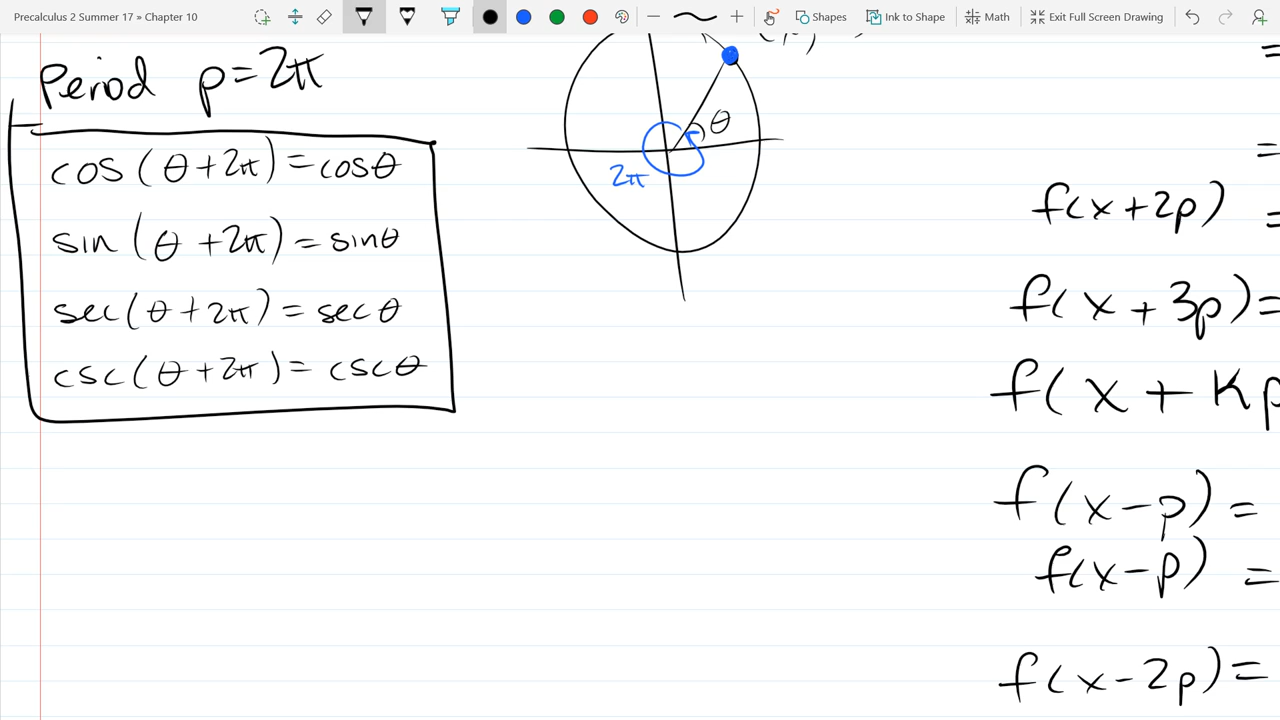 Precalculus 2 Summer 17 » Chapter 10
Shapes
Ink to Shape
Math
Exit Full Screen Drawing
Period p=2π
cos(θ+2π)=cosθ
sin(θ+2π)=sinθ
sec(θ+2π)=secθ
csc(θ+2π)=cscθ
θ
2π
=
=
f(x+2p) =
f(x+3p)=
f(x+Kp
f(x-p)=
f(x-p) =
f(x-2p)=